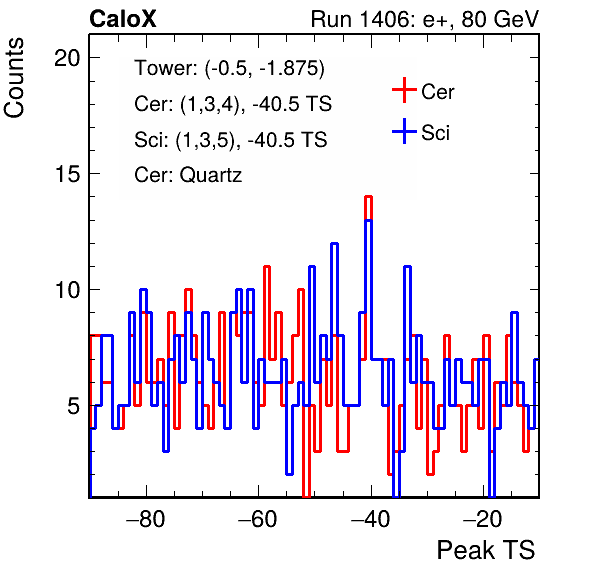 CaloX Run 1406: e+, 80 GeV
Counts
20
15
10
5
Tower: (-0.5, -1.875)
Cer: (1,3,4), -40.5 TS
Sci: (1,3,5), -40.5 TS
Cer: Quartz
Cer
Sci
−80 −60 −40 −20
Peak TS